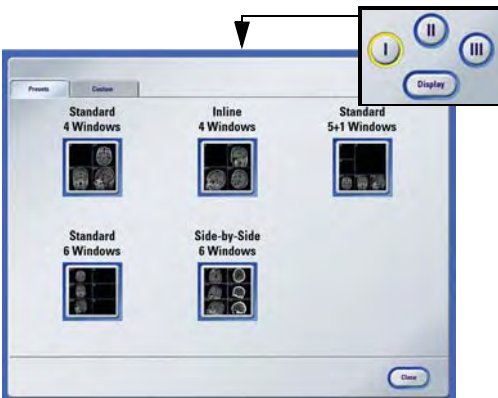 I
II
III
Display
Presets Custom
Standard
4 Windows
Inline
4 Windows
Standard
5+1 Windows
Standard
6 Windows
Side-by-Side
6 Windows
Close